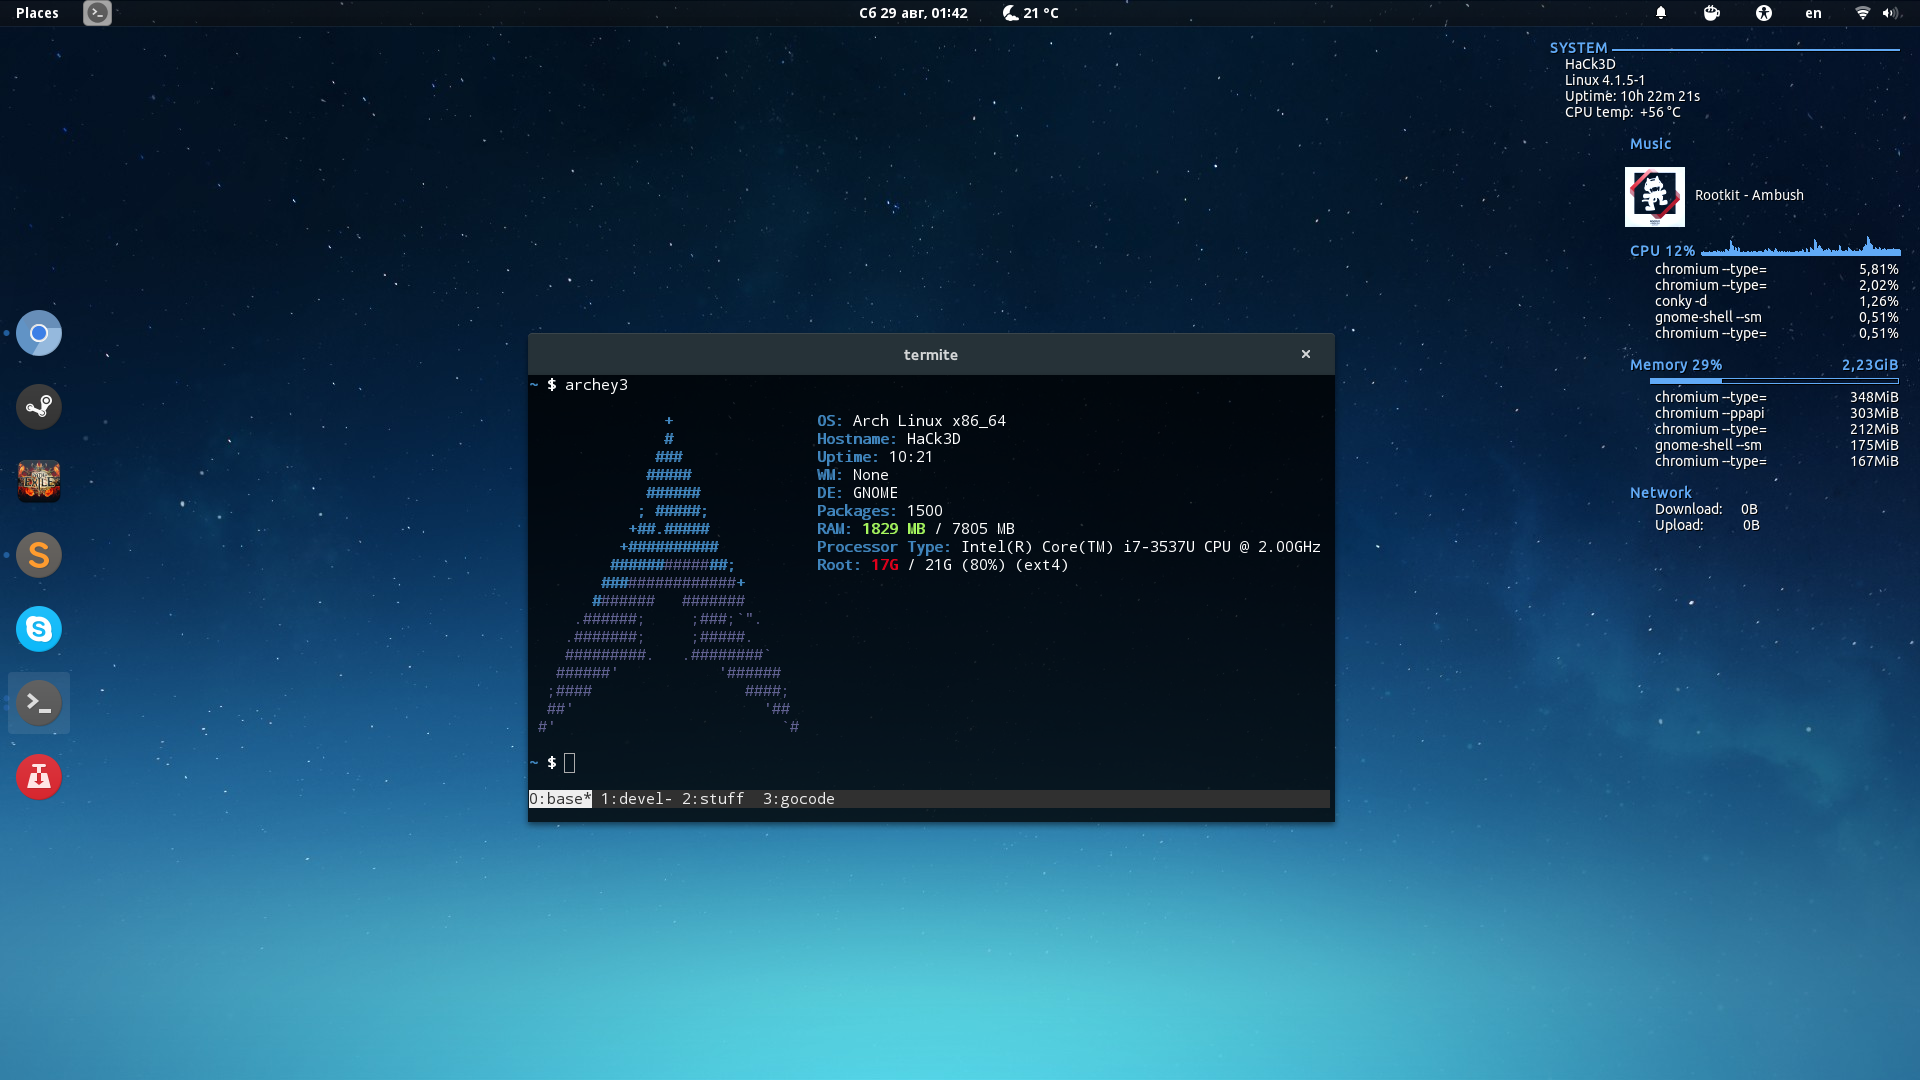 Places
Сб 29 авг, 01:42
21 °C
en
SYSTEM
HaCk3D
Linux 4.1.5-1
Uptime: 10h 22m 21s
CPU temp: +56 °C
Music
Rootkit - Ambush
CPU 12%
chromium --type= 5,81%
chromium --type= 2,02%
conky -d 1,26%
gnome-shell --sm 0,51%
chromium --type= 0,51%
Memory 29% 2,23GiB
chromium --type= 348MiB
chromium --ppapi 303MiB
chromium --type= 212MiB
gnome-shell --sm 175MiB
chromium --type= 167MiB
Network
Download: 0B
Upload: 0B
EXILE
S
S
termite
~ $ archey3
+
#
###
#####
######
; #####;
+##.#####
+##########
#############;
###############+
####### #######
.######; ;###;`".
.#######; ;#####.
#########. .########`
######' '######
;#### ####;
##' '##
#' `#
OS: Arch Linux x86_64
Hostname: HaCk3D
Uptime: 10:21
WM: None
DE: GNOME
Packages: 1500
RAM: 1829 MB / 7805 MB
Processor Type: Intel(R) Core(TM) i7-3537U CPU @ 2.00GHz
Root: 17G / 21G (80%) (ext4)
~ $
0:base* 1:devel- 2:stuff 3:gocode